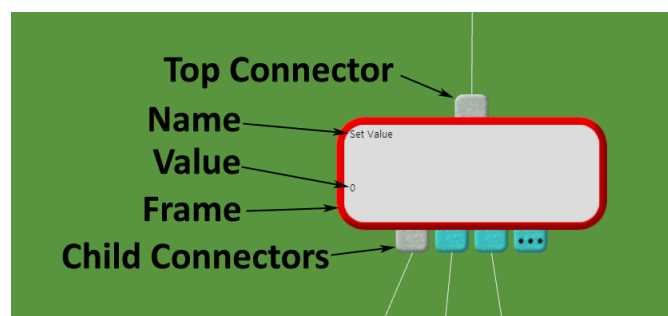 Top Connector
Name
Set Value
Value
0
Frame
Child Connectors
...